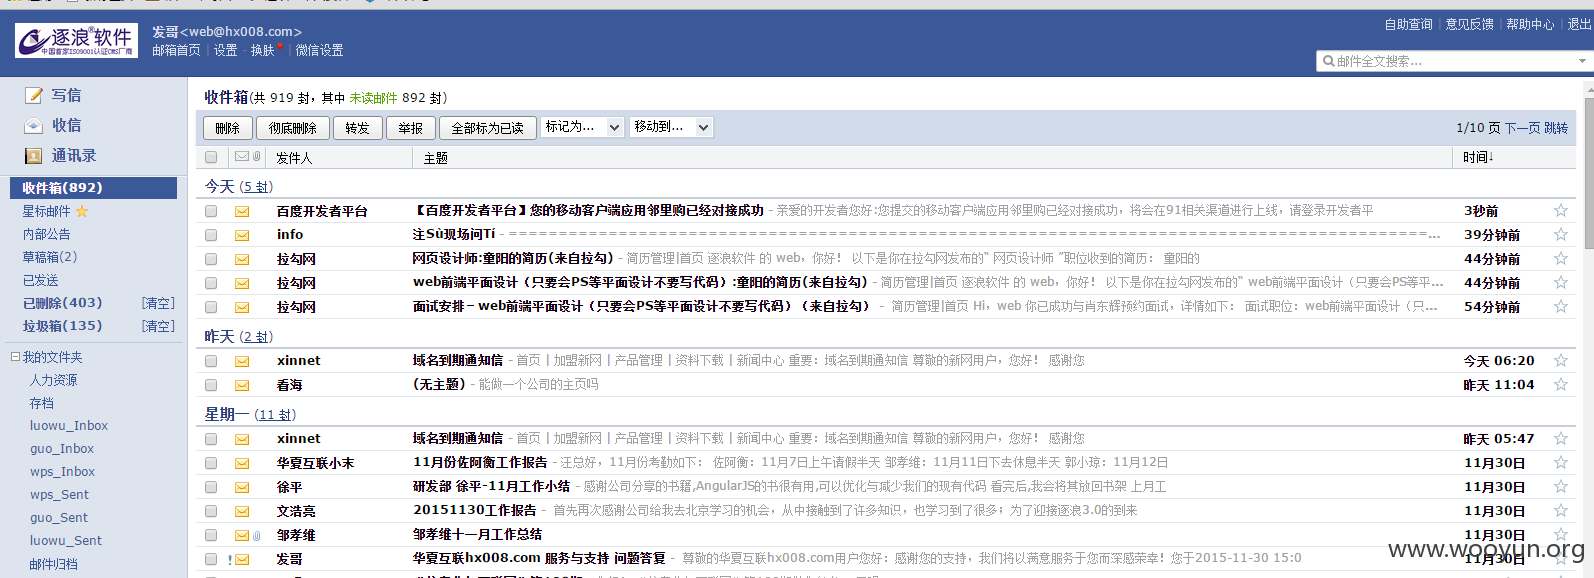 逐浪®软件
中国首家ISO9001认证CMS厂商
发哥<web@hx008.com>
邮箱首页 | 设置 - 换肤 | 微信设置
自助查询 | 意见反馈 | 帮助中心 | 退出
邮件全文搜索...
写信
收信
通讯录
收件箱(892)
星标邮件
内部公告
草稿箱(2)
已发送
已删除(403) [清空]
垃圾箱(135) [清空]
我的文件夹
人力资源
存档
luowu_Inbox
guo_Inbox
wps_Inbox
wps_Sent
guo_Sent
luowu_Sent
邮件归档
收件箱(共 919 封，其中 未读邮件 892 封)
删除 彻底删除 转发 举报 全部标为已读 标记为... 移动到... 1/10 页 下一页 跳转
发件人 主题 时间↓
今天 (5 封)
百度开发者平台 【百度开发者平台】您的移动客户端应用邻里购已经对接成功 - 亲爱的开发者您好:您提交的移动客户端应用邻里购已经对接成功，将会在91相关渠道进行上线，请登录开发者平 3秒前
info 注Sù现场问Tí - ==================================================... 39分钟前
拉勾网 网页设计师:童阳的简历(来自拉勾) - 简历管理|首页 逐浪软件 的 web，你好！ 以下是你在拉勾网发布的“ 网页设计师 ”职位收到的简历： 童阳的 44分钟前
拉勾网 web前端平面设计（只要会PS等平面设计不要写代码）:童阳的简历(来自拉勾) - 简历管理|首页 逐浪软件 的 web，你好！ 以下是你在拉勾网发布的“ web前端平面设计（只要会PS等平... 44分钟前
拉勾网 面试安排－web前端平面设计（只要会PS等平面设计不要写代码）（来自拉勾） - 简历管理|首页 Hi，web 你已成功与肖东辉预约面试，详情如下： 面试职位：web前端平面设计（只... 54分钟前
昨天 (2 封)
xinnet 域名到期通知信 - 首页 | 加盟新网 | 产品管理 | 资料下载 | 新闻中心 重要：域名到期通知信 尊敬的新网用户，您好！ 感谢您 今天 06:20
看海 (无主题) - 能做一个公司的主页吗 昨天 11:04
星期一 (11 封)
xinnet 域名到期通知信 - 首页 | 加盟新网 | 产品管理 | 资料下载 | 新闻中心 重要：域名到期通知信 尊敬的新网用户，您好！ 感谢您 昨天 05:47
华夏互联小末 11月份佐阿衡工作报告 - 汪总好，11月份考勤如下： 佐阿衡：11月7日上午请假半天 邹孝维：11月11日下去休息半天 郭小琼：11月12日 11月30日
徐平 研发部 徐平-11月工作小结 - 感谢公司分享的书籍,AngularJS的书很有用,可以优化与减少我们的现有代码 看完后,我会将其放回书架 上月工 11月30日
文浩亮 20151130工作报告 - 首先再次感谢公司给我去北京学习的机会，从中接触到了许多知识，也学习到了很多；为了迎接逐浪3.0的到来 11月30日
邹孝维 邹孝维十一月工作总结 11月30日
发哥 华夏互联hx008.com 服务与支持 问题答复 - 尊敬的华夏互联hx008.com用户您好：感谢您的支持，我们将以满意服务于您而深感荣幸！您于2015-11-30 15:0 11月30日
www.wooyun.org